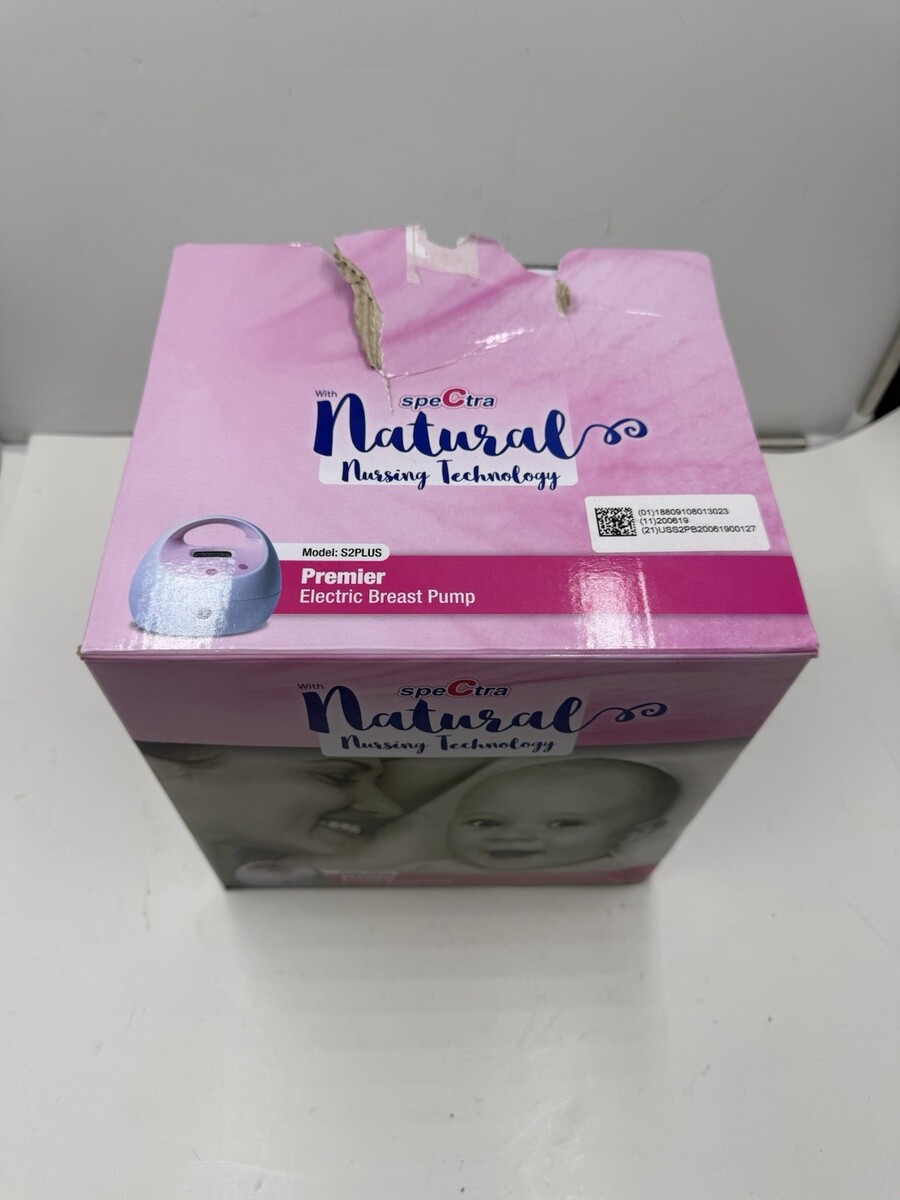 With
speCtra
Natural
Nursing Technology
(01)18809108013023
(11)200619
(21)USS2PB20061900127
Model: S2PLUS
Premier
Electric Breast Pump
With
speCtra
Natural
Nursing Technology